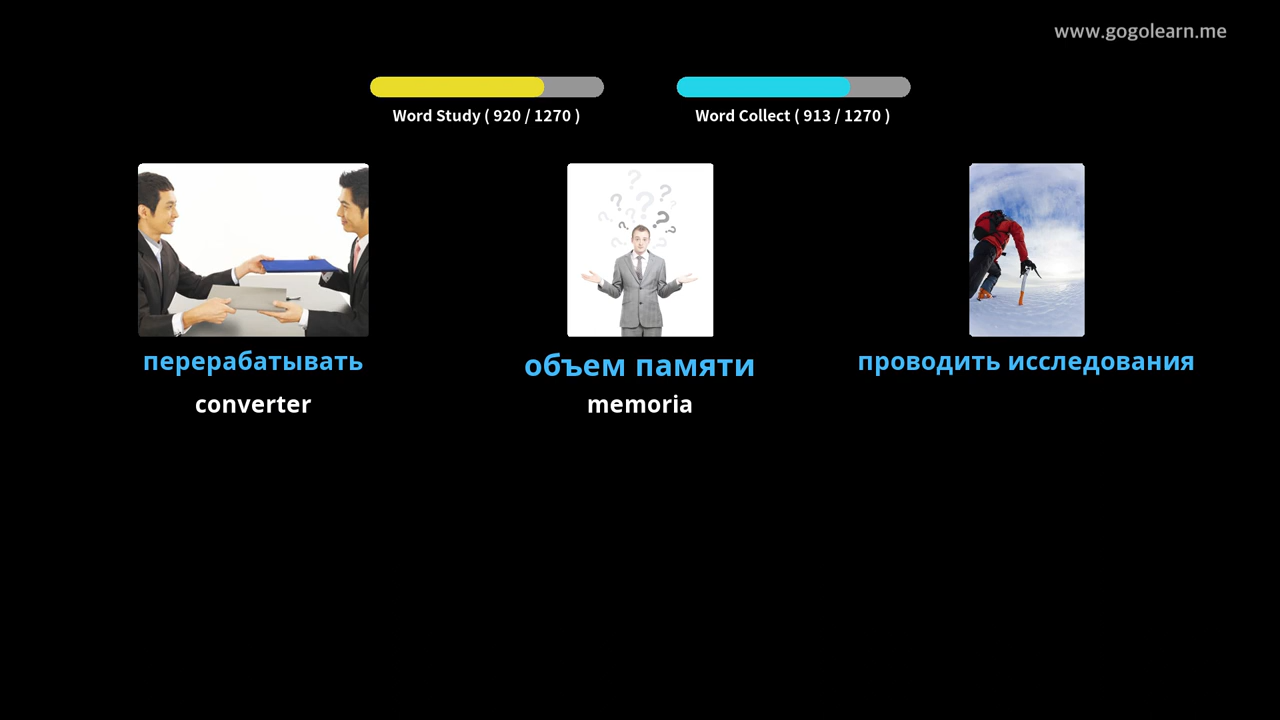 www.gogolearn.me
Word Study ( 920 / 1270 )
Word Collect ( 913 / 1270 )
перерабатывать
объем памяти
проводить исследования
converter
memoria